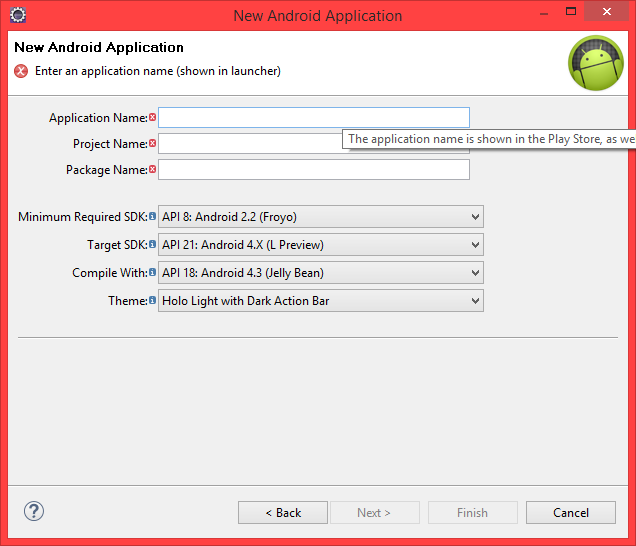 New Android Application
New Android Application
Enter an application name (shown in launcher)
Application Name:
The application name is shown in the Play Store, as we
Project Name:
Package Name:
Minimum Required SDK: API 8: Android 2.2 (Froyo)
Target SDK: API 21: Android 4.X (L Preview)
Compile With: API 18: Android 4.3 (Jelly Bean)
Theme: Holo Light with Dark Action Bar
? < Back Next > Finish Cancel